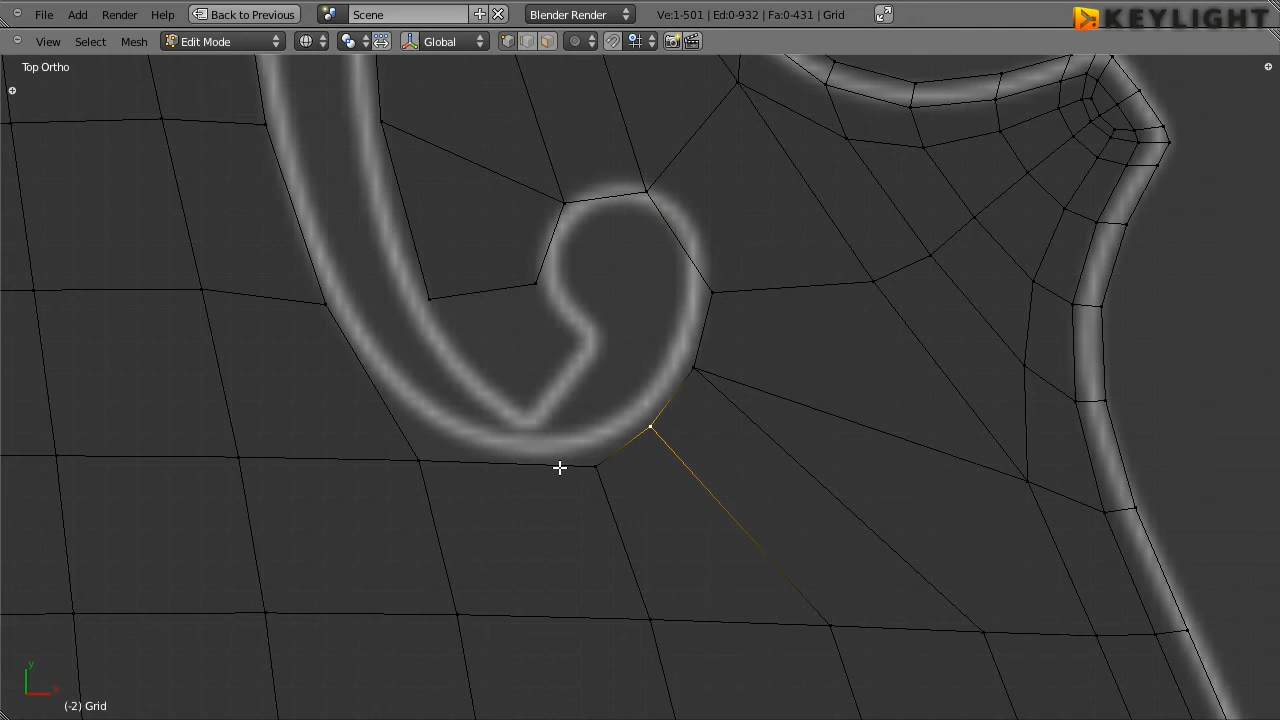 File Add Render Help Back to Previous Scene Blender Render Ve:1-501 | Ed:0-932 | Fa:0-431 | Grid KEYLIGHT
View Select Mesh Edit Mode Global
Top Ortho
y
x
(-2) Grid